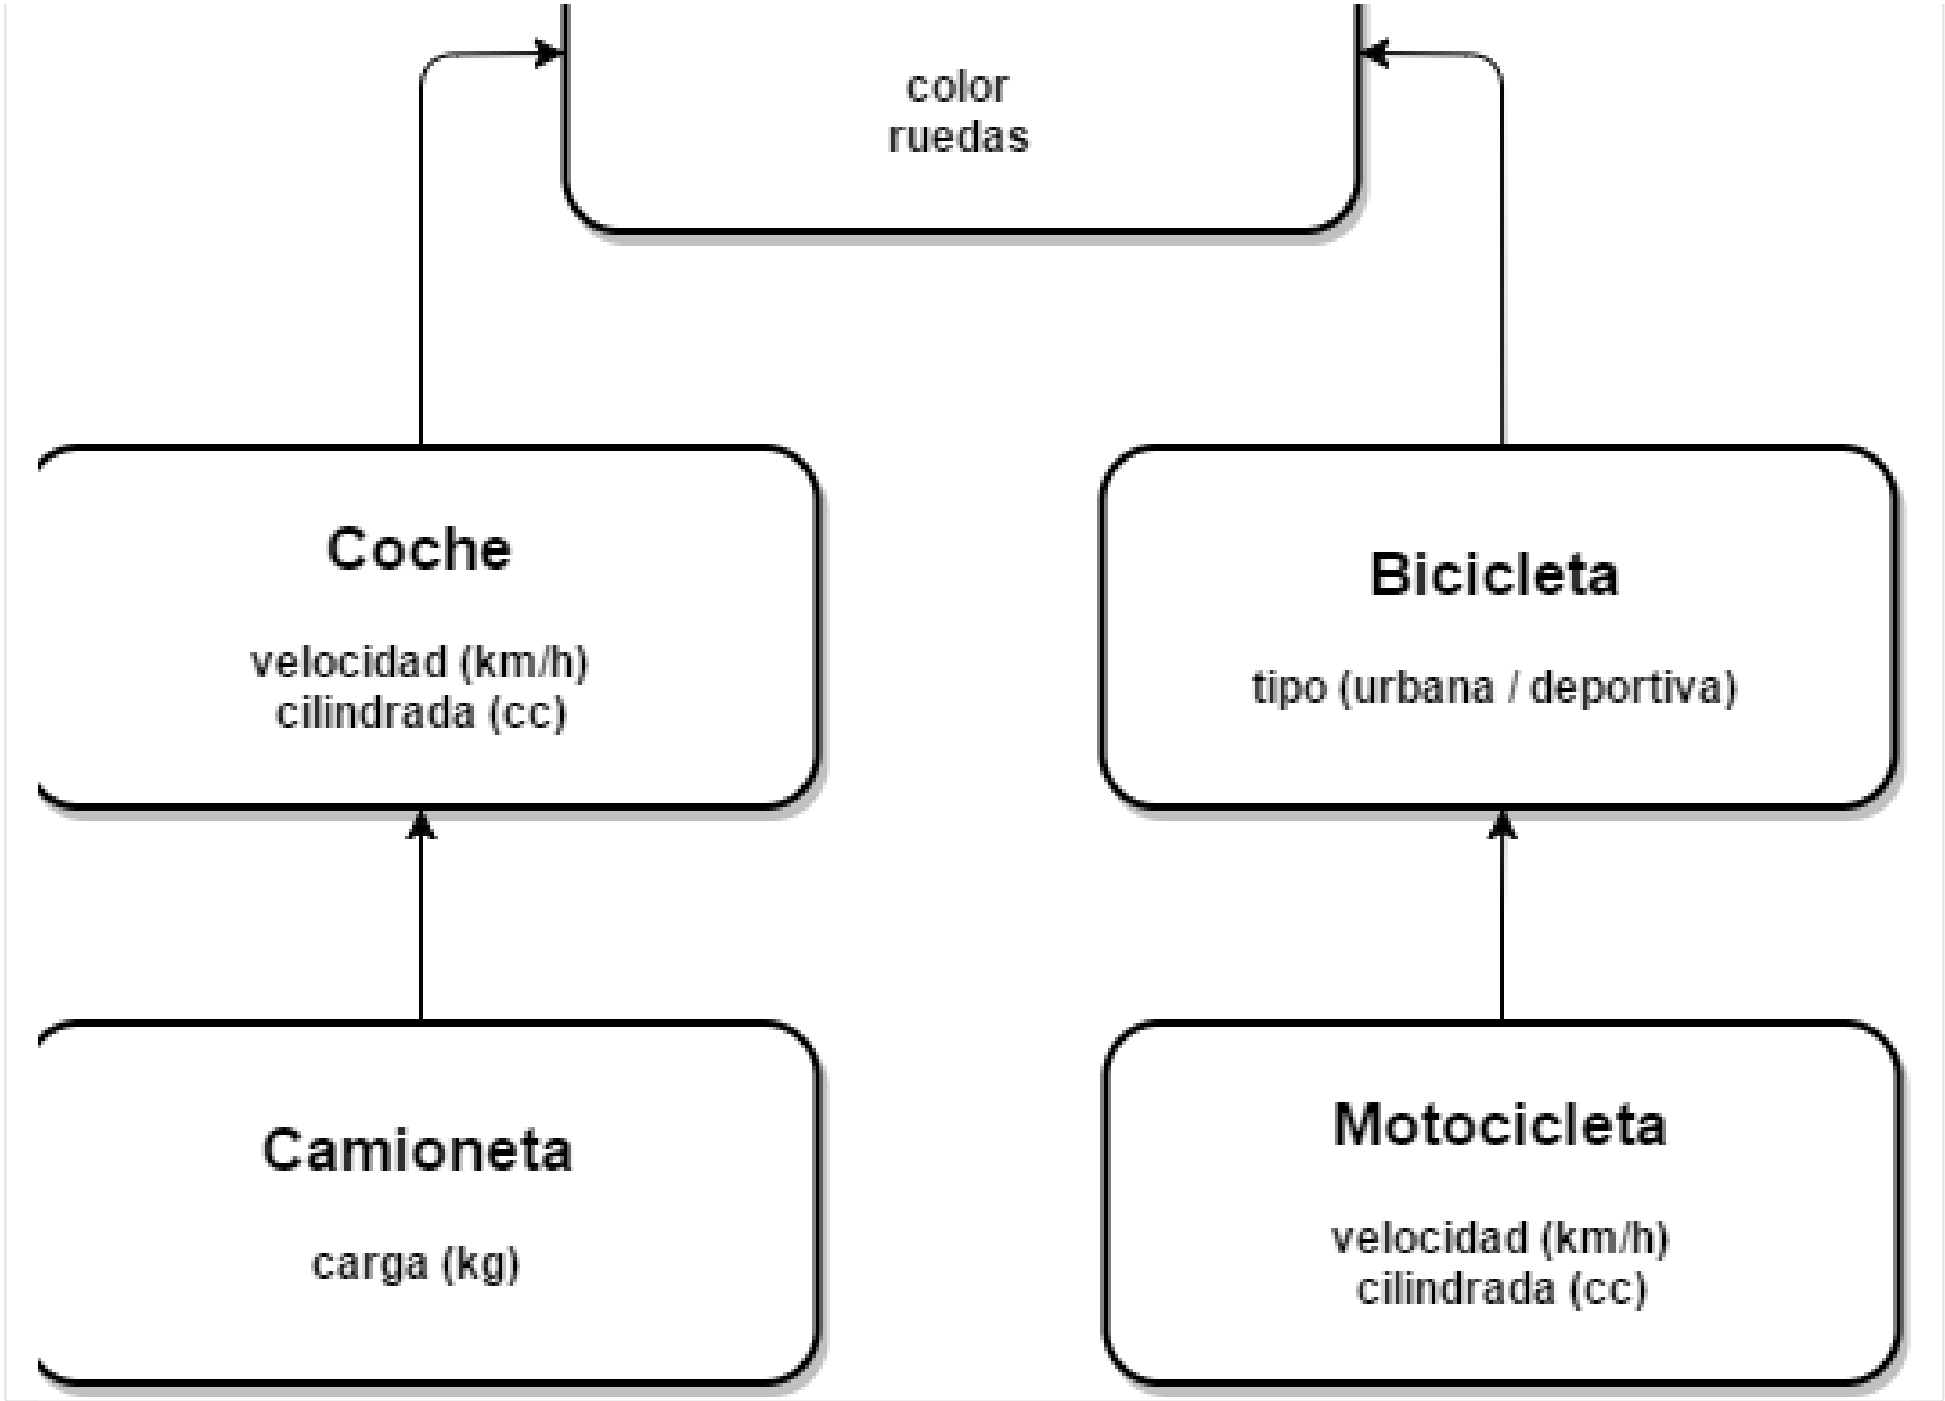 color
ruedas
Coche
velocidad (km/h)
cilindrada (cc)
Bicicleta
tipo (urbana / deportiva)
Camioneta
carga (kg)
Motocicleta
velocidad (km/h)
cilindrada (cc)